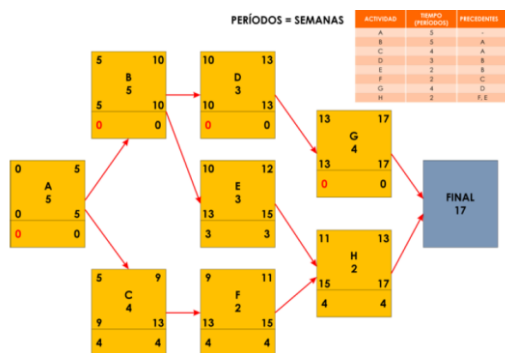 PERÍODOS = SEMANAS
ACTIVIDAD TIEMPO (PERÍODOS) PRECEDENTES
A 5 -
B 5 A
C 4 A
D 3 B
E 2 B
F 2 C
G 4 D
H 2 F, E
5 10
B
5
5 10
0 0
10 13
D
3
10 13
0 0
13 17
G
4
13 17
0 0
0 5
A
5
0 5
0 0
10 12
E
3
13 15
3 3
FINAL
17
11 13
H
2
15 17
4 4
5 9
C
4
9 13
4 4
9 11
F
2
13 15
4 4